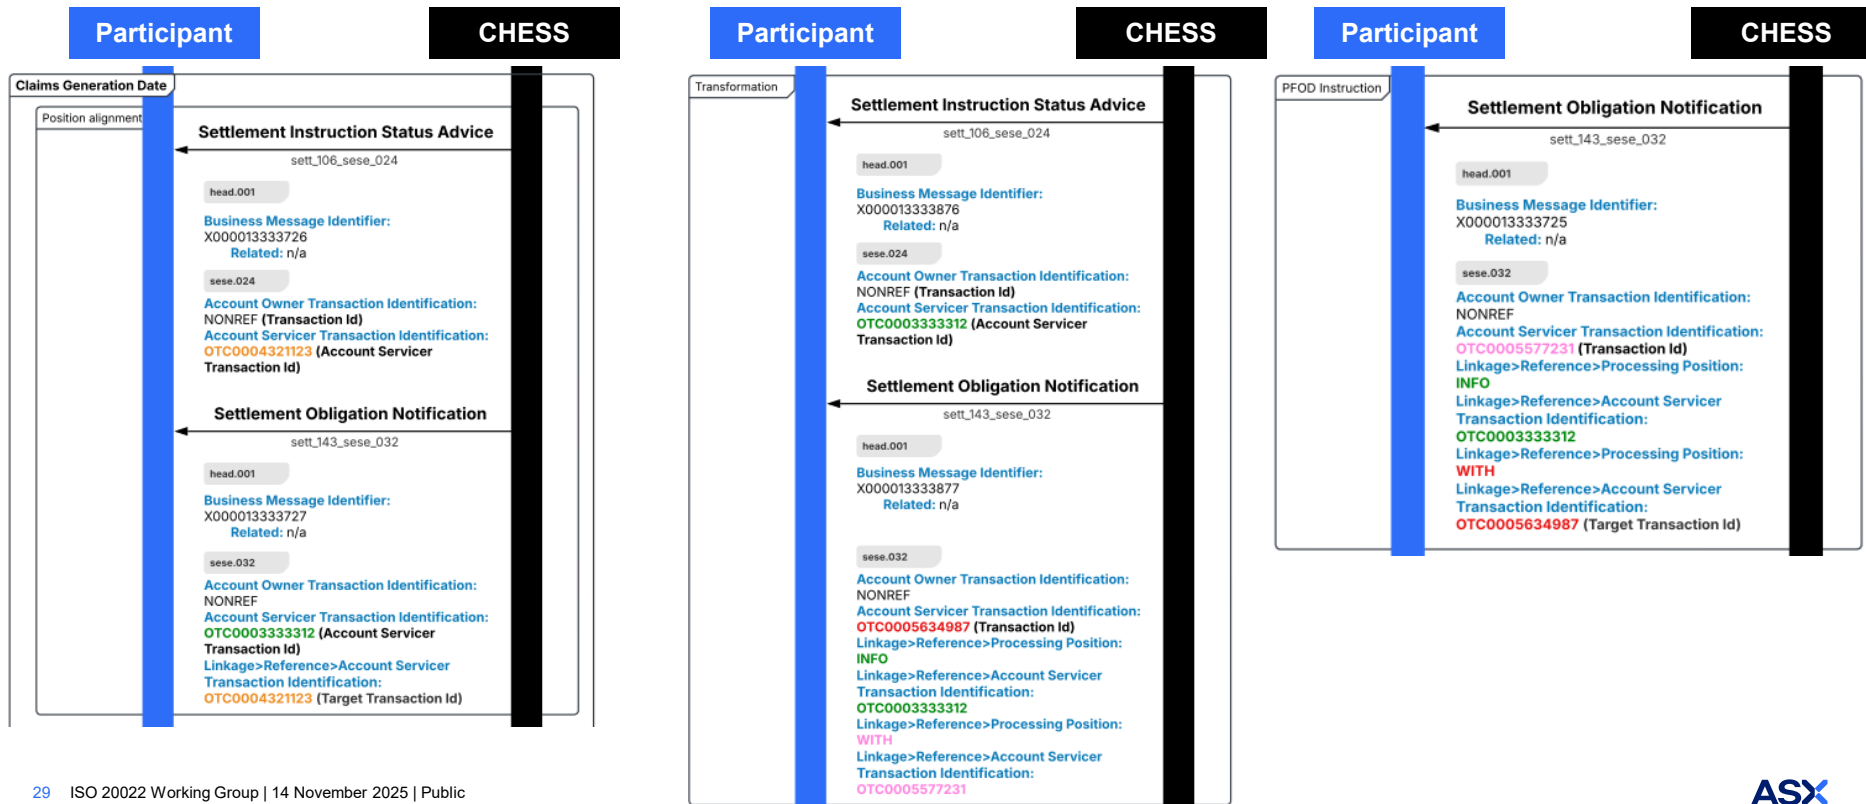 Participant
CHESS
Claims Generation Date
Position alignment
Settlement Instruction Status Advice
sett_106_sese_024
head.001
Business Message Identifier:
X000013333726
Related: n/a
sese.024
Account Owner Transaction Identification:
NONREF (Transaction Id)
Account Servicer Transaction Identification:
OTC0004321123 (Account Servicer
Transaction Id)
Settlement Obligation Notification
sett_143_sese_032
head.001
Business Message Identifier:
X000013333727
Related: n/a
sese.032
Account Owner Transaction Identification:
NONREF
Account Servicer Transaction Identification:
OTC0003333312 (Account Servicer
Transaction Id)
Linkage>Reference>Account Servicer
Transaction Identification:
OTC0004321123 (Target Transaction Id)
Participant
CHESS
Transformation
Settlement Instruction Status Advice
sett_106_sese_024
head.001
Business Message Identifier:
X000013333876
Related: n/a
sese.024
Account Owner Transaction Identification:
NONREF (Transaction Id)
Account Servicer Transaction Identification:
OTC0003333312 (Account Servicer
Transaction Id)
Settlement Obligation Notification
sett_143_sese_032
head.001
Business Message Identifier:
X000013333877
Related: n/a
sese.032
Account Owner Transaction Identification:
NONREF
Account Servicer Transaction Identification:
OTC0005634987 (Transaction Id)
Linkage>Reference>Processing Position:
INFO
Linkage>Reference>Account Servicer
Transaction Identification:
OTC0003333312
Linkage>Reference>Processing Position:
WITH
Linkage>Reference>Account Servicer
Transaction Identification:
OTC0005577231
Participant
CHESS
PFOD Instruction
Settlement Obligation Notification
sett_143_sese_032
head.001
Business Message Identifier:
X000013333725
Related: n/a
sese.032
Account Owner Transaction Identification:
NONREF
Account Servicer Transaction Identification:
OTC0005577231 (Transaction Id)
Linkage>Reference>Processing Position:
INFO
Linkage>Reference>Account Servicer
Transaction Identification:
OTC0003333312
Linkage>Reference>Processing Position:
WITH
Linkage>Reference>Account Servicer
Transaction Identification:
OTC0005634987 (Target Transaction Id)
29 ISO 20022 Working Group | 14 November 2025 | Public
ASX